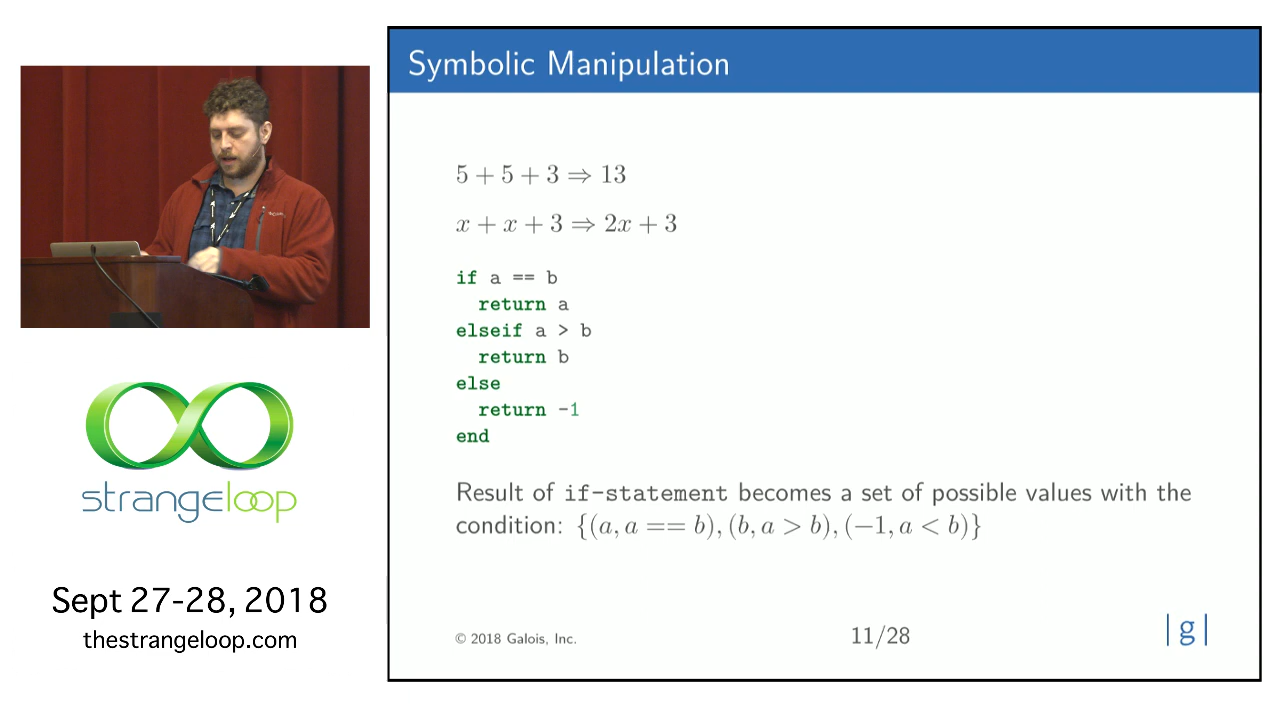 Symbolic Manipulation
5 + 5 + 3 ⇒ 13
x + x + 3 ⇒ 2x + 3
if a == b
  return a
elseif a > b
  return b
else
  return -1
end
Result of if-statement becomes a set of possible values with the
condition: {(a, a == b), (b, a > b), (−1, a < b)}
© 2018 Galois, Inc.
11/28
|g|
strangeloop
Sept 27-28, 2018
thestrangeloop.com